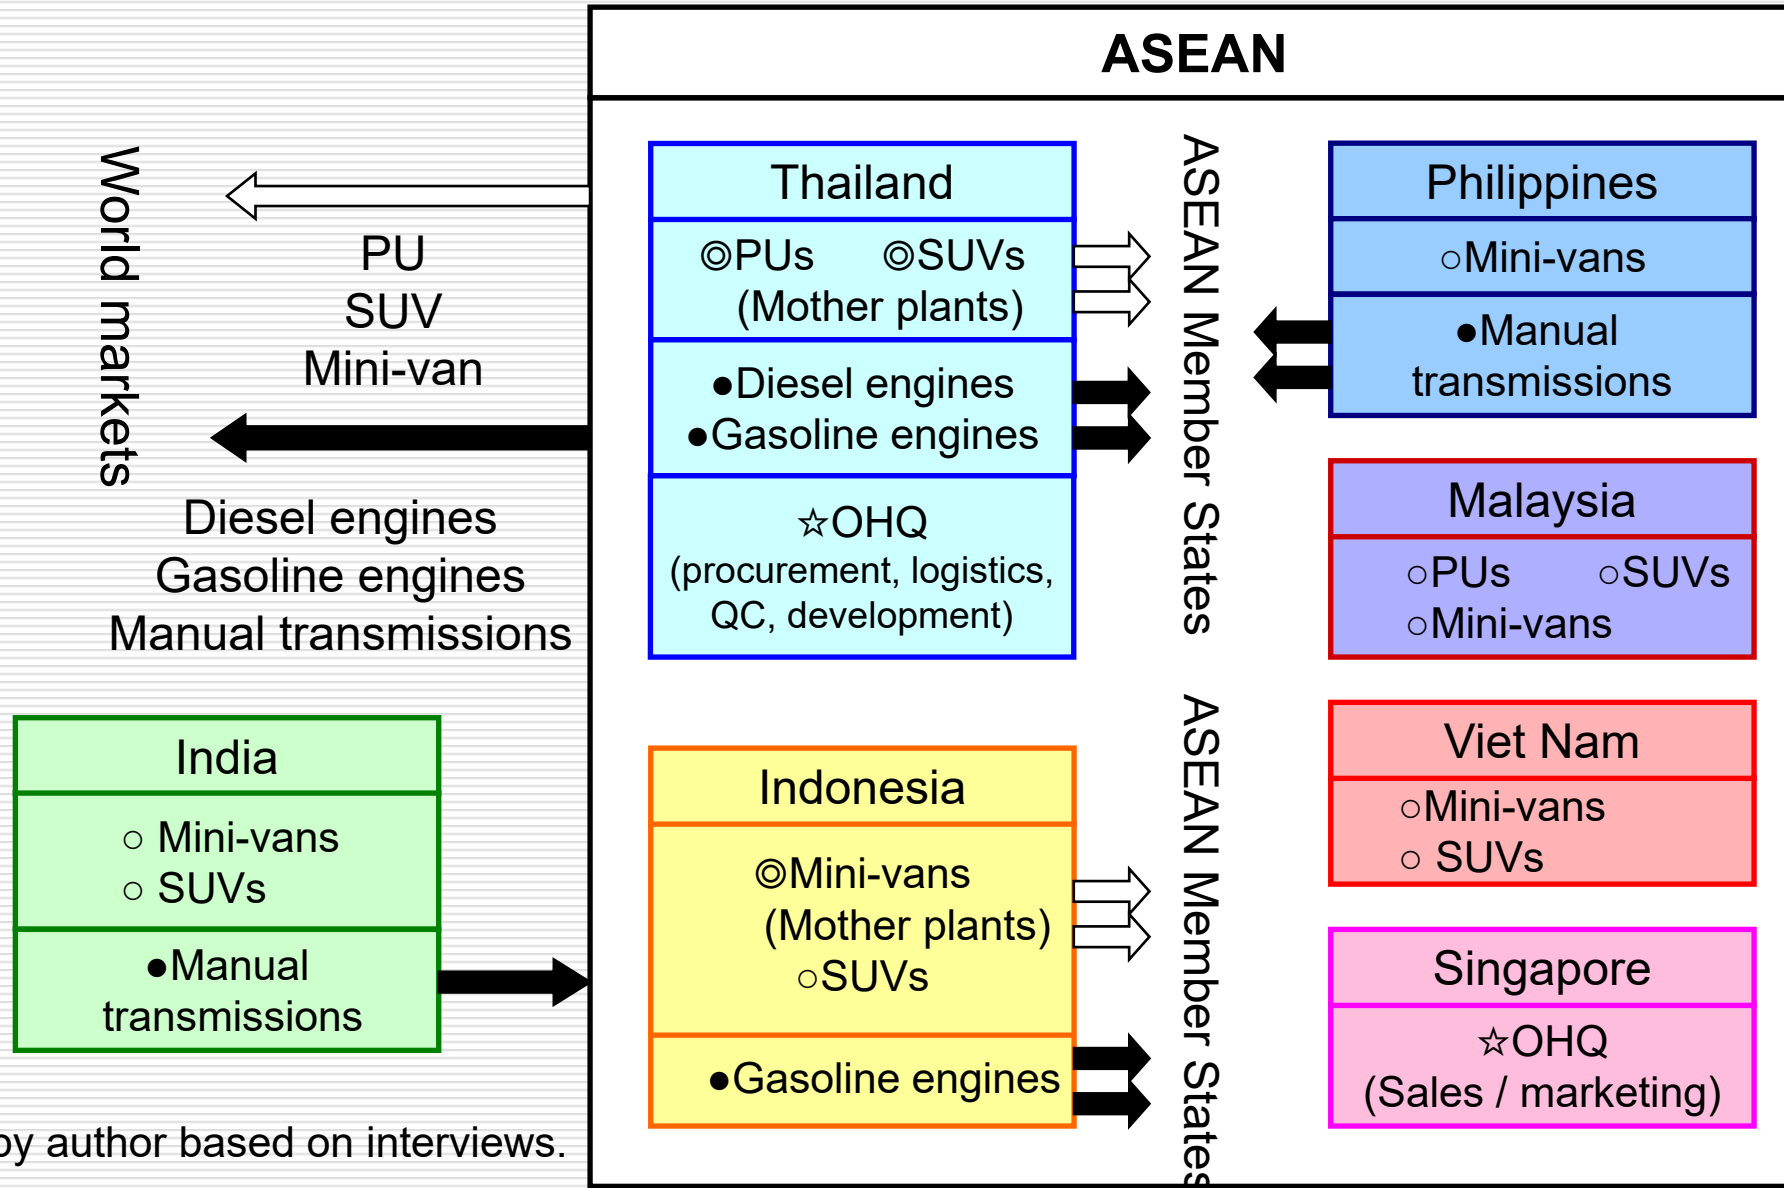 ASEAN
World markets
PU
SUV
Mini-van
Diesel engines
Gasoline engines
Manual transmissions
India
○ Mini-vans
○ SUVs
●Manual
transmissions
by author based on interviews.
Thailand
◎PUs ◎SUVs
(Mother plants)
●Diesel engines
●Gasoline engines
☆OHQ
(procurement, logistics,
QC, development)
Indonesia
◎Mini-vans
(Mother plants)
○SUVs
●Gasoline engines
ASEAN Member States
ASEAN Member States
Philippines
○Mini-vans
●Manual
transmissions
Malaysia
○PUs ○SUVs
○Mini-vans
Viet Nam
○Mini-vans
○ SUVs
Singapore
☆OHQ
(Sales / marketing)